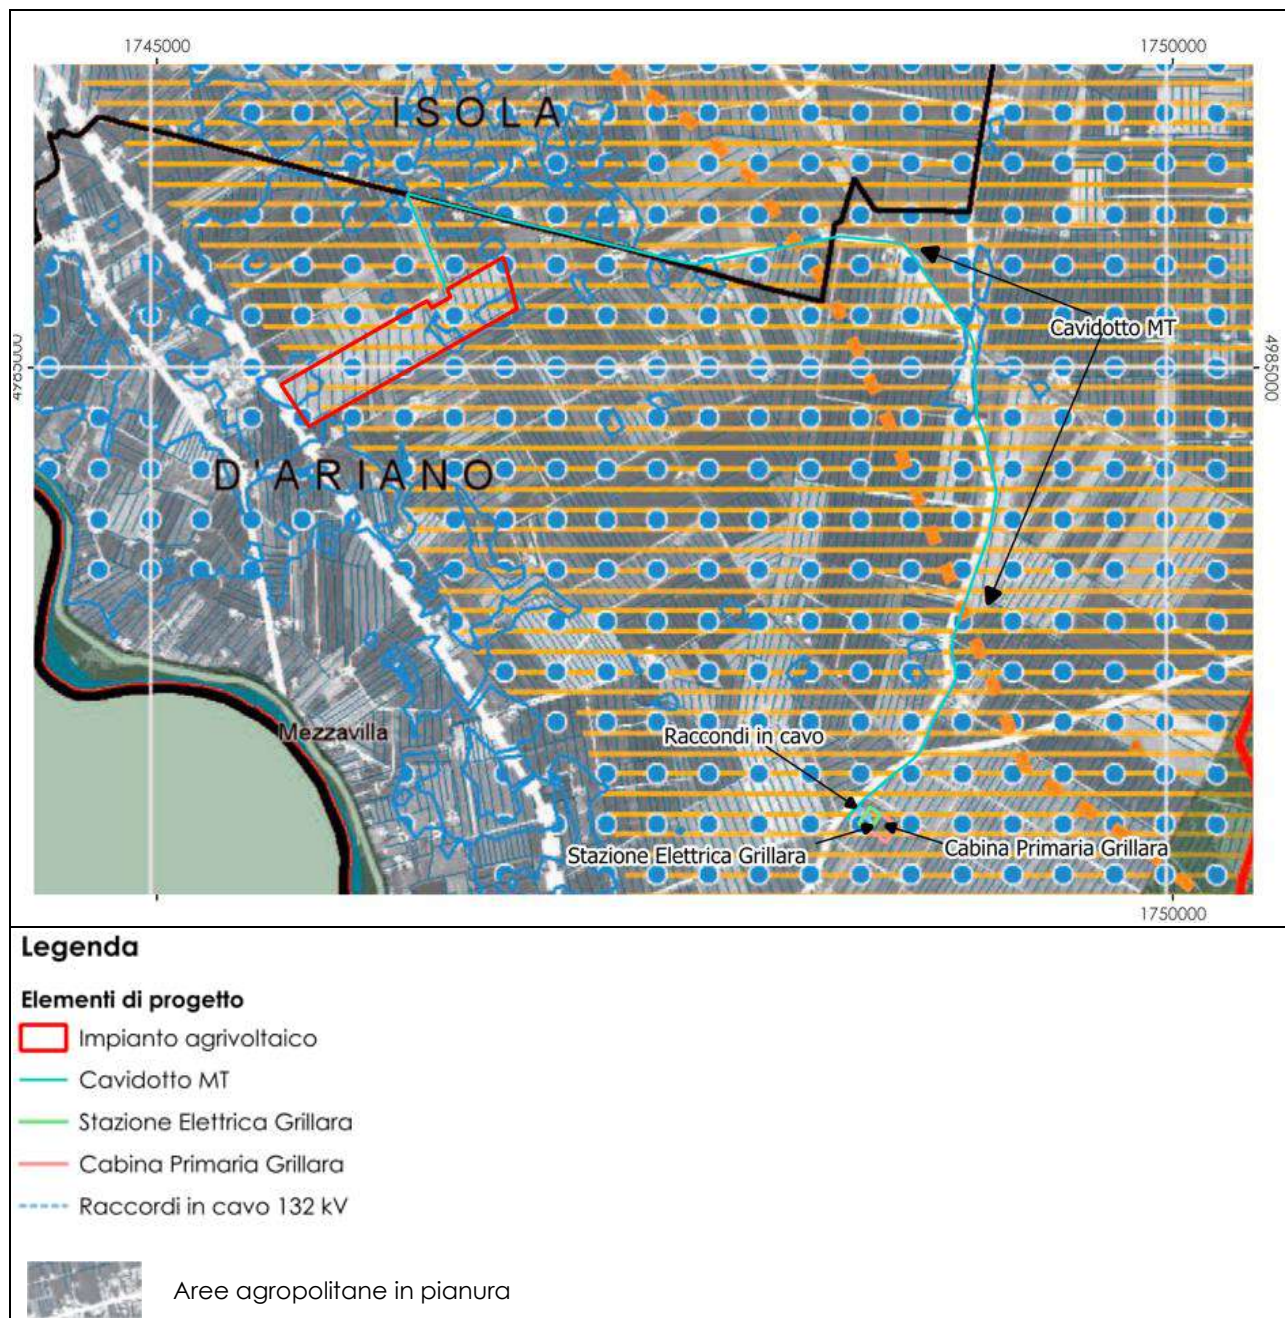 1745000
1750000
ISOLA
Cavidotto MT
4985000
4985000
D'ARIANO
Mezzavilla
Raccondi in cavo
Stazione Elettrica Grillara
Cabina Primaria Grillara
1750000
Legenda
Elementi di progetto
Impianto agrivoltaico
Cavidotto MT
Stazione Elettrica Grillara
Cabina Primaria Grillara
Raccordi in cavo 132 kV
Aree agropolitane in pianura